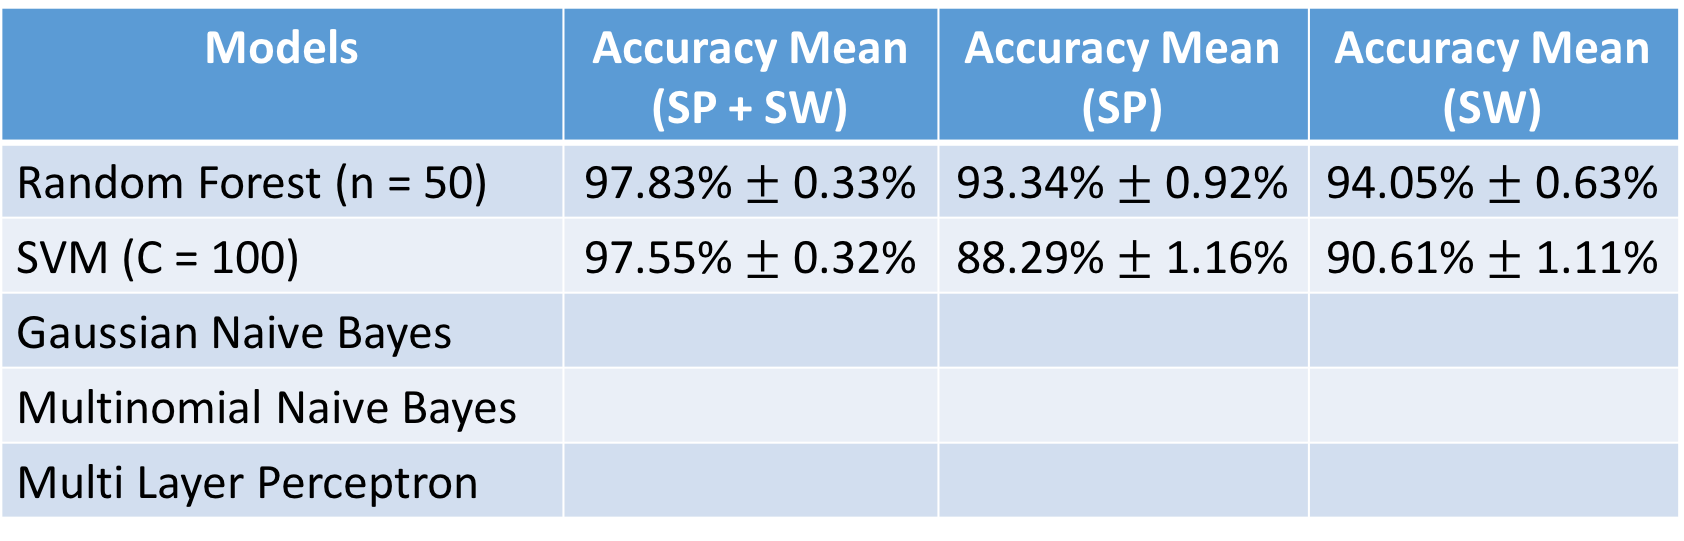 Models Accuracy Mean (SP + SW) Accuracy Mean (SP) Accuracy Mean (SW)
Random Forest (n = 50) 97.83% ± 0.33% 93.34% ± 0.92% 94.05% ± 0.63%
SVM (C = 100) 97.55% ± 0.32% 88.29% ± 1.16% 90.61% ± 1.11%
Gaussian Naive Bayes
Multinomial Naive Bayes
Multi Layer Perceptron